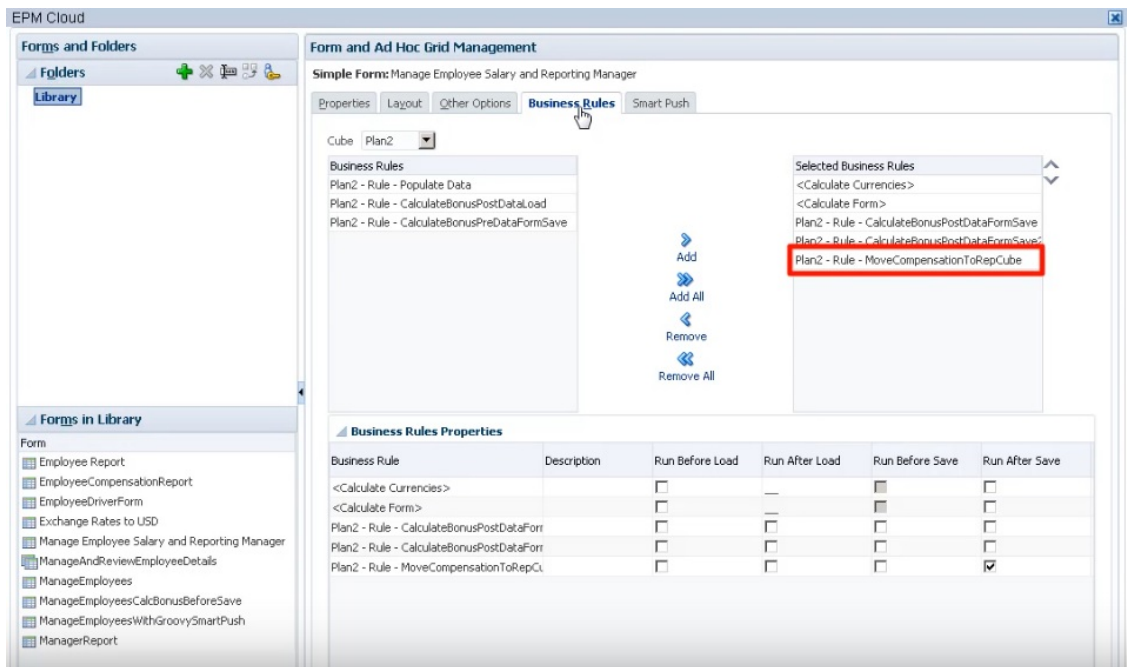 EPM Cloud
Forms and Folders
Folders
Library
Forms in Library
Form
Employee Report
EmployeeCompensationReport
EmployeeDriverForm
Exchange Rates to USD
Manage Employee Salary and Reporting Manager
ManageAndReviewEmployeeDetails
ManageEmployees
ManageEmployeesCalcBonusBeforeSave
ManageEmployeesWithGroovySmartPush
ManagerReport
Form and Ad Hoc Grid Management
Simple Form: Manage Employee Salary and Reporting Manager
Properties Layout Other Options Business Rules Smart Push
Cube Plan2
Business Rules
Plan2 - Rule - Populate Data
Plan2 - Rule - CalculateBonusPostDataLoad
Plan2 - Rule - CalculateBonusPreDataFormSave
Add
Add All
Remove
Remove All
Selected Business Rules
<Calculate Currencies>
<Calculate Form>
Plan2 - Rule - CalculateBonusPostDataFormSave
Plan2 - Rule - CalculateBonusPostDataFormSave2
Plan2 - Rule - MoveCompensationToRepCube
Business Rules Properties
Business Rule Description Run Before Load Run After Load Run Before Save Run After Save
<Calculate Currencies>
<Calculate Form>
Plan2 - Rule - CalculateBonusPostDataForr
Plan2 - Rule - CalculateBonusPostDataForr
Plan2 - Rule - MoveCompensationToRepCu